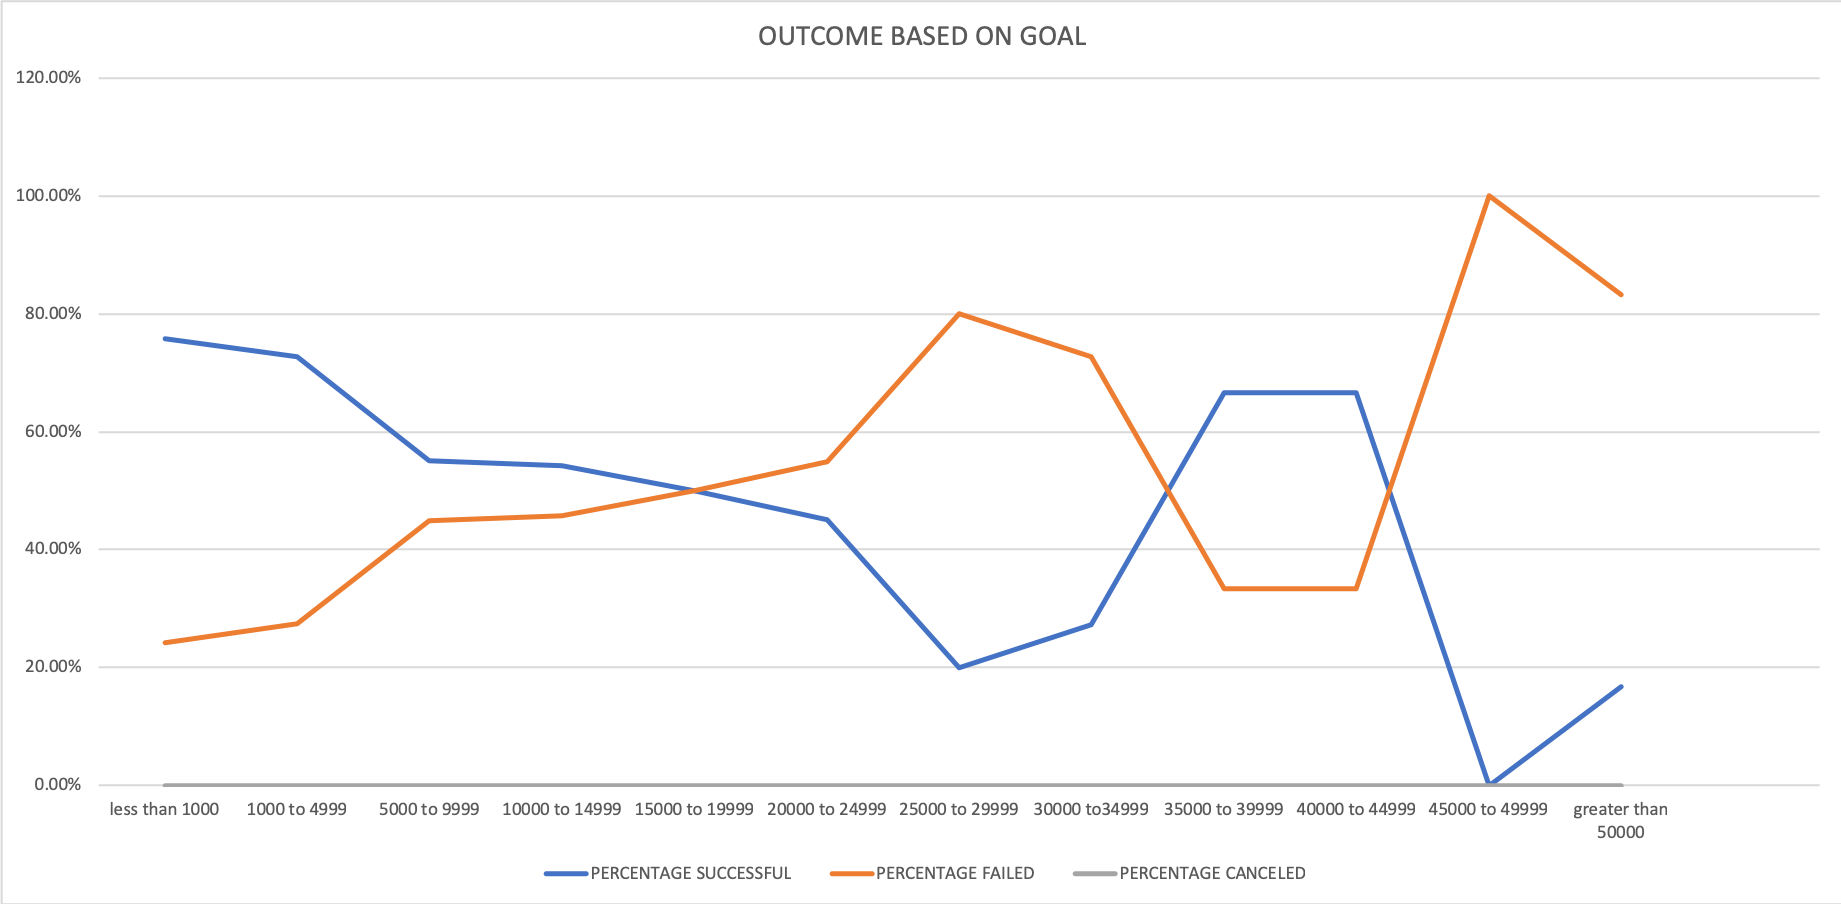 OUTCOME BASED ON GOAL
120.00%
100.00%
80.00%
60.00%
40.00%
20.00%
0.00%
less than 1000
1000 to 4999
5000 to 9999
10000 to 14999
15000 to 19999
20000 to 24999
25000 to 29999
30000 to34999
35000 to 39999
40000 to 44999
45000 to 49999
greater than
50000
PERCENTAGE SUCCESSFUL
PERCENTAGE FAILED
PERCENTAGE CANCELED